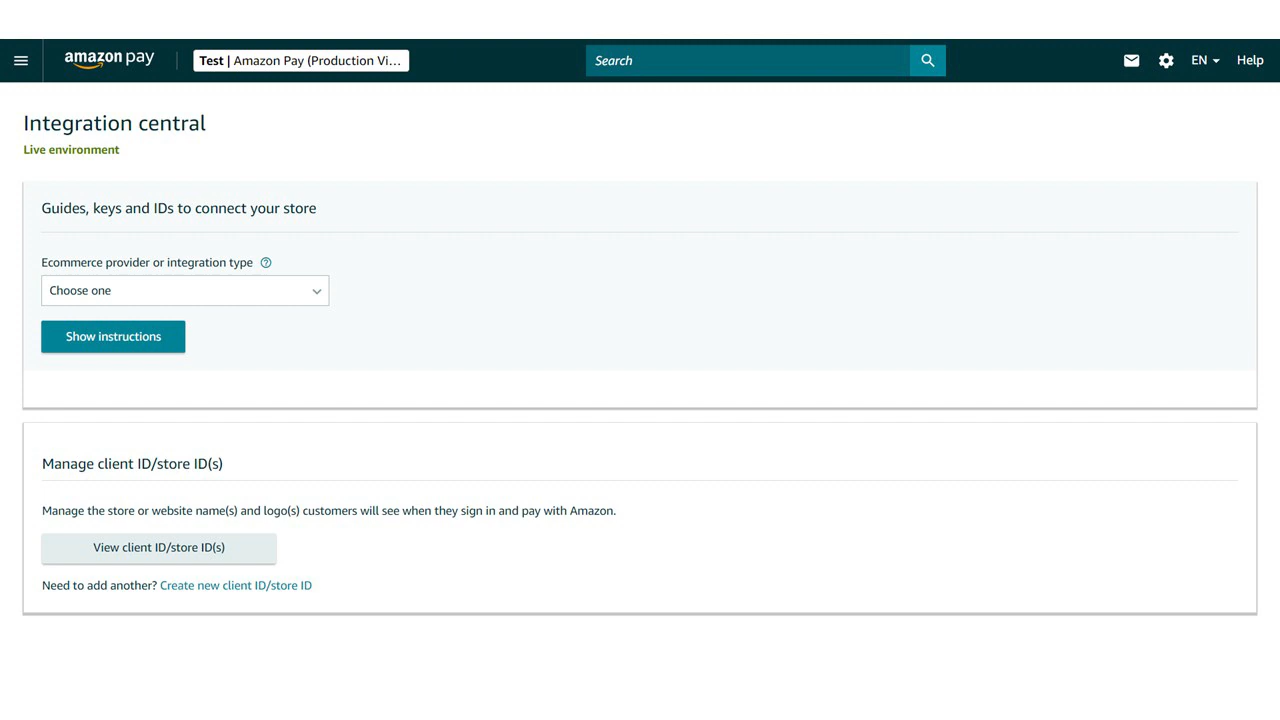 amazon pay
Test | Amazon Pay (Production Vi...
Search
EN
Help
Integration central
Live environment
Guides, keys and IDs to connect your store
Ecommerce provider or integration type ?
Choose one
Show instructions
Manage client ID/store ID(s)
Manage the store or website name(s) and logo(s) customers will see when they sign in and pay with Amazon.
View client ID/store ID(s)
Need to add another? Create new client ID/store ID